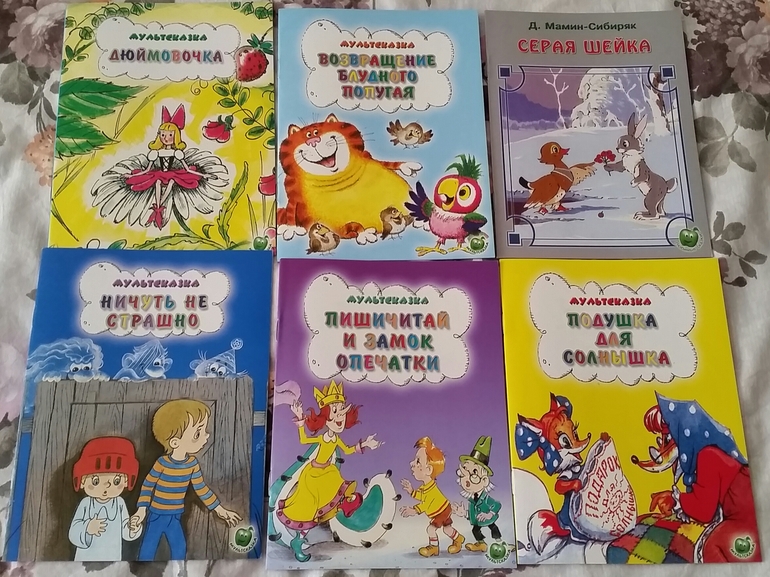 МУЛЬТСКАЗКА
ДЮЙМОВОЧКА
МУЛЬТСКАЗКА
ВОЗВРАЩЕНИЕ
БЛУДНОГО
ПОПУГАЯ
Д. Мамин-Сибиряк
СЕРАЯ ШЕЙКА
МУЛЬТСКАЗКА
НИЧУТЬ НЕ
СТРАШНО
МУЛЬТСКАЗКА
ПИШИЧИТАЙ
И ЗАМОК
ОПЕЧАТКИ
МУЛЬТСКАЗКА
ПОДУШКА
ДЛЯ
СОЛНЫШКА
Подарок